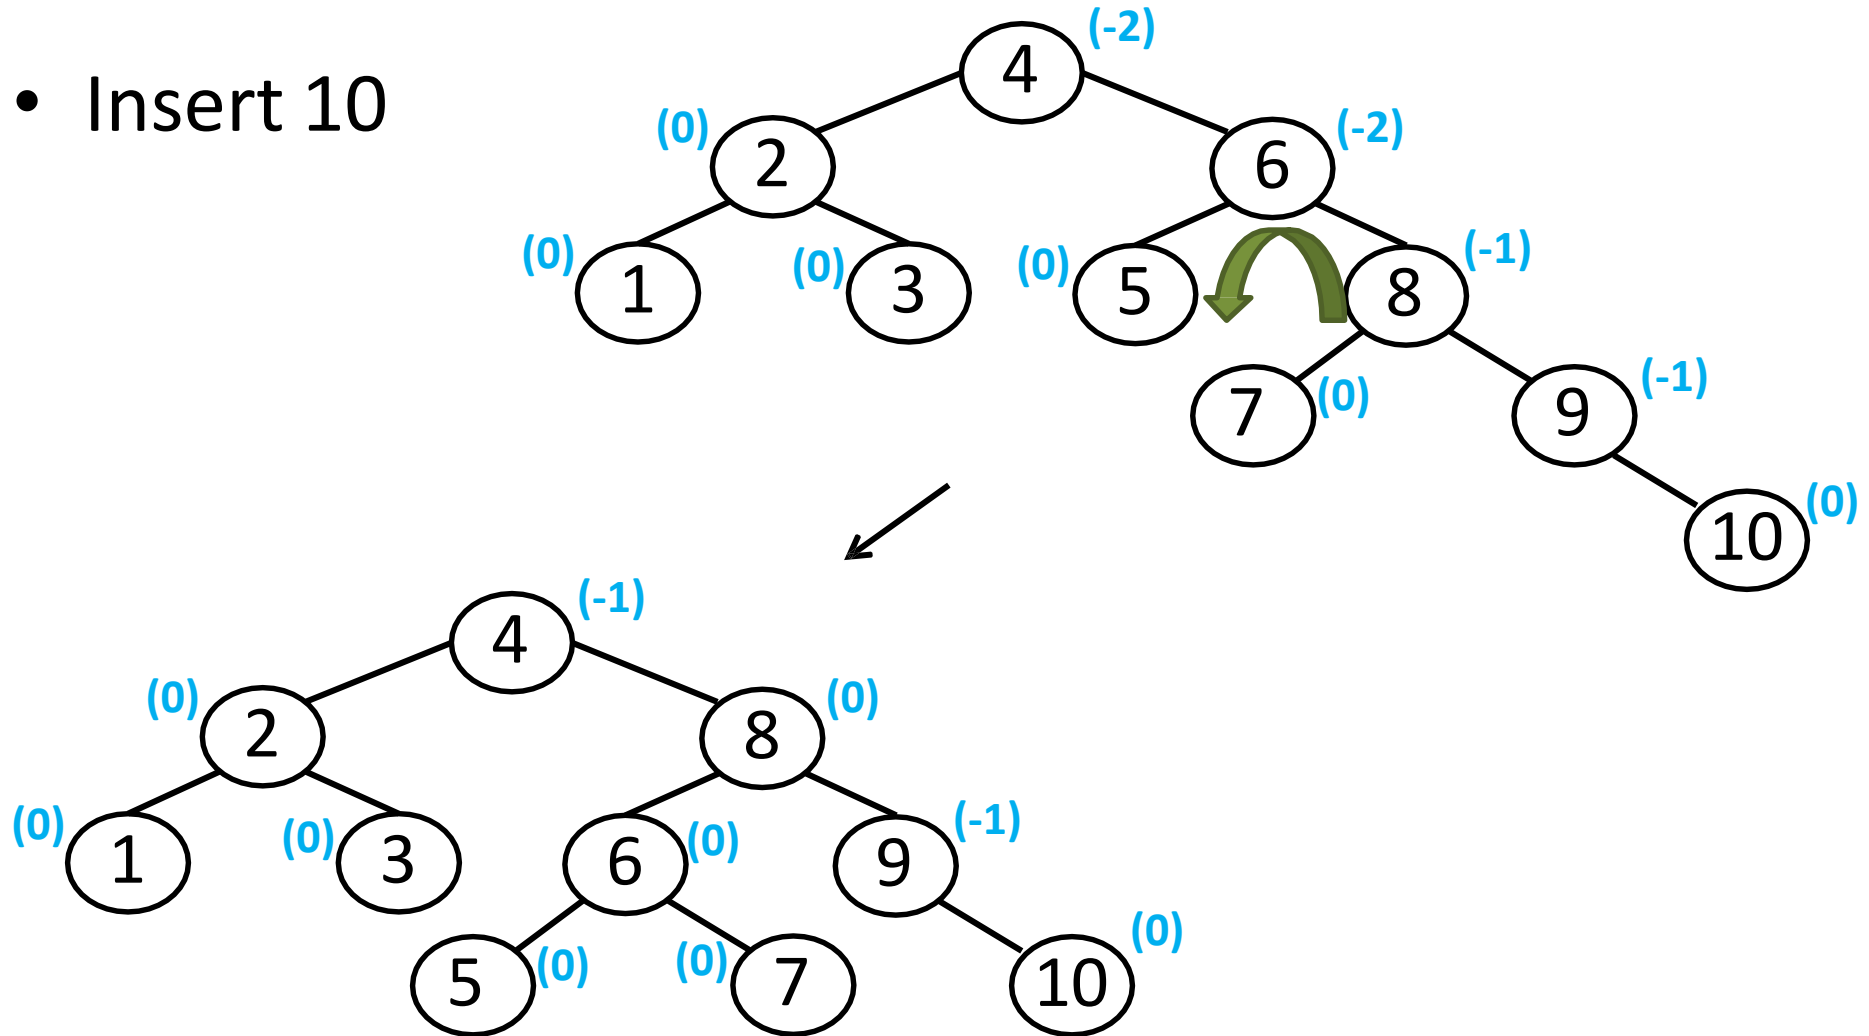 (-2)
4
• Insert 10
(0) 2 6 (-2)
(0) 1 (0) 3 (0) 5 8 (-1)
7 (0) 9 (-1)
10 (0)
4 (-1)
(0) 2 8 (0)
(0) 1 (0) 3 6 (0) 9 (-1)
5 (0) (0) 7 10 (0)